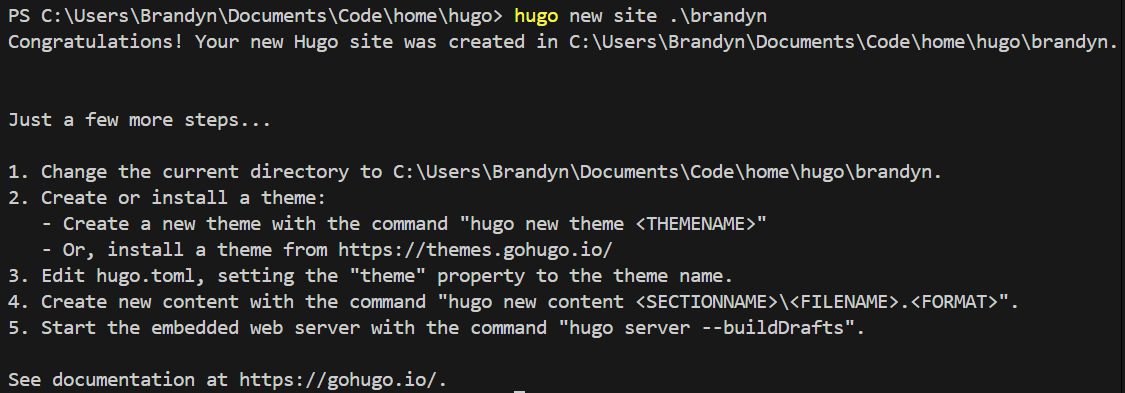 PS C:\Users\Brandyn\Documents\Code\home\hugo> hugo new site .\brandyn
Congratulations! Your new Hugo site was created in C:\Users\Brandyn\Documents\Code\home\hugo\brandyn.
Just a few more steps...
1. Change the current directory to C:\Users\Brandyn\Documents\Code\home\hugo\brandyn.
2. Create or install a theme:
   - Create a new theme with the command "hugo new theme <THEMENAME>"
   - Or, install a theme from https://themes.gohugo.io/
3. Edit hugo.toml, setting the "theme" property to the theme name.
4. Create new content with the command "hugo new content <SECTIONNAME>\<FILENAME>.<FORMAT>".
5. Start the embedded web server with the command "hugo server --buildDrafts".
See documentation at https://gohugo.io/.